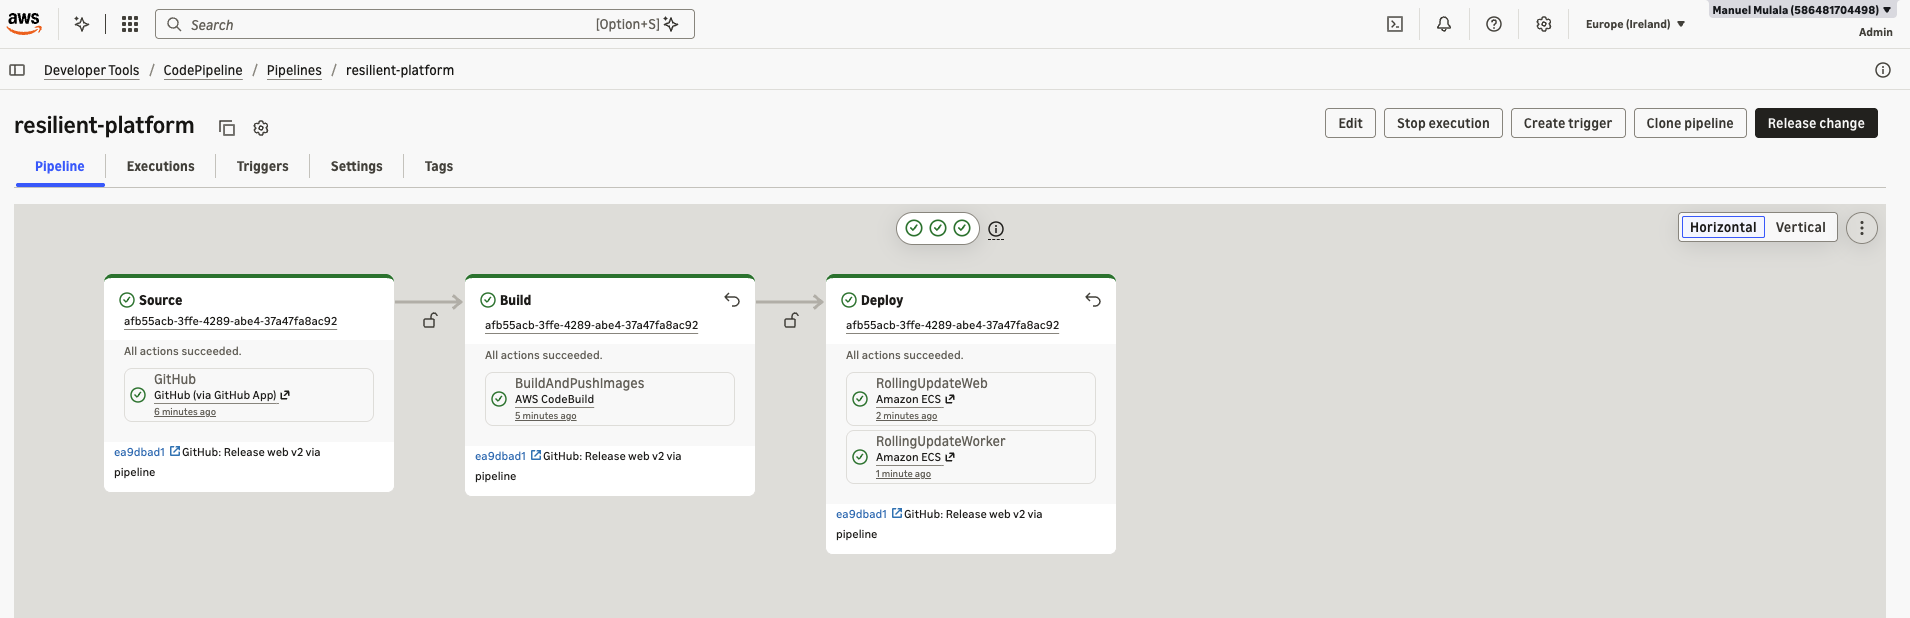 aws
Search
[Option+S]
Europe (Ireland)
Manuel Mulala (586481704498)
Admin
Developer Tools / CodePipeline / Pipelines / resilient-platform
resilient-platform
Edit
Stop execution
Create trigger
Clone pipeline
Release change
Pipeline
Executions
Triggers
Settings
Tags
Horizontal
Vertical
Source
afb55acb-3ffe-4289-abe4-37a47fa8ac92
All actions succeeded.
GitHub
GitHub (via GitHub App)
6 minutes ago
ea9dbad1 GitHub: Release web v2 via
pipeline
Build
afb55acb-3ffe-4289-abe4-37a47fa8ac92
All actions succeeded.
BuildAndPushImages
AWS CodeBuild
5 minutes ago
ea9dbad1 GitHub: Release web v2 via
pipeline
Deploy
afb55acb-3ffe-4289-abe4-37a47fa8ac92
All actions succeeded.
RollingUpdateWeb
Amazon ECS
2 minutes ago
RollingUpdateWorker
Amazon ECS
1 minute ago
ea9dbad1 GitHub: Release web v2 via
pipeline